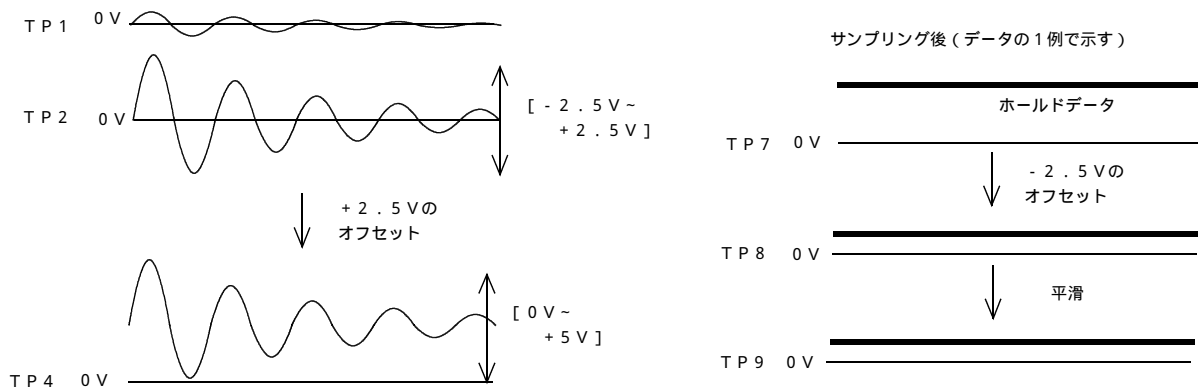 TP1 0V
TP2 0V
[-2.5V~
+2.5V]
+2.5Vの
オフセット
[0V~
+5V]
TP4 0V
サンプリング後(データの1例で示す)
ホールドデータ
TP7 0V
-2.5Vの
オフセット
TP8 0V
平滑
TP9 0V